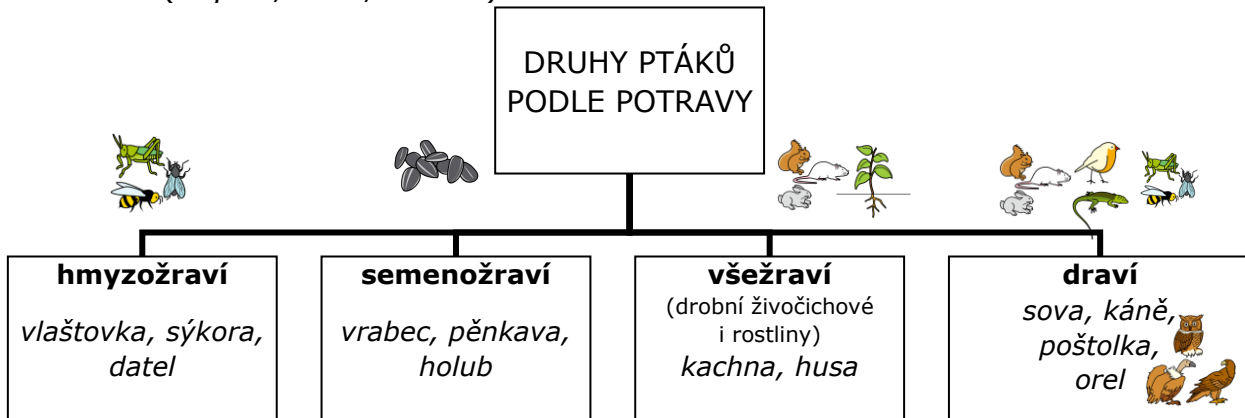 DRUHY PTÁKŮ
PODLE POTRAVY
hmyzožraví
vlaštovka, sýkora,
datel
semenožraví
vrabec, pěnkava,
holub
všežraví
(drobní živočichové
i rostliny)
kachna, husa
draví
sova, káně,
poštolka,
orel